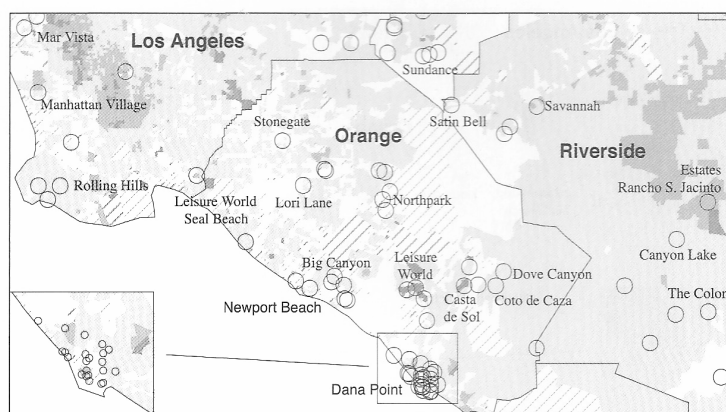 Mar Vista
Los Angeles
Sundance
Manhattan Village
Satin Bell
Savannah
Stonegate
Orange
Riverside
Estates
Rancho S. Jacinto
Rolling Hills
Leisure World
Seal Beach
Lori Lane
Northpark
Canyon Lake
Big Canyon
Leisure
World
Dove Canyon
Newport Beach
Casta
de Sol
Coto de Caza
The Colon
Dana Point